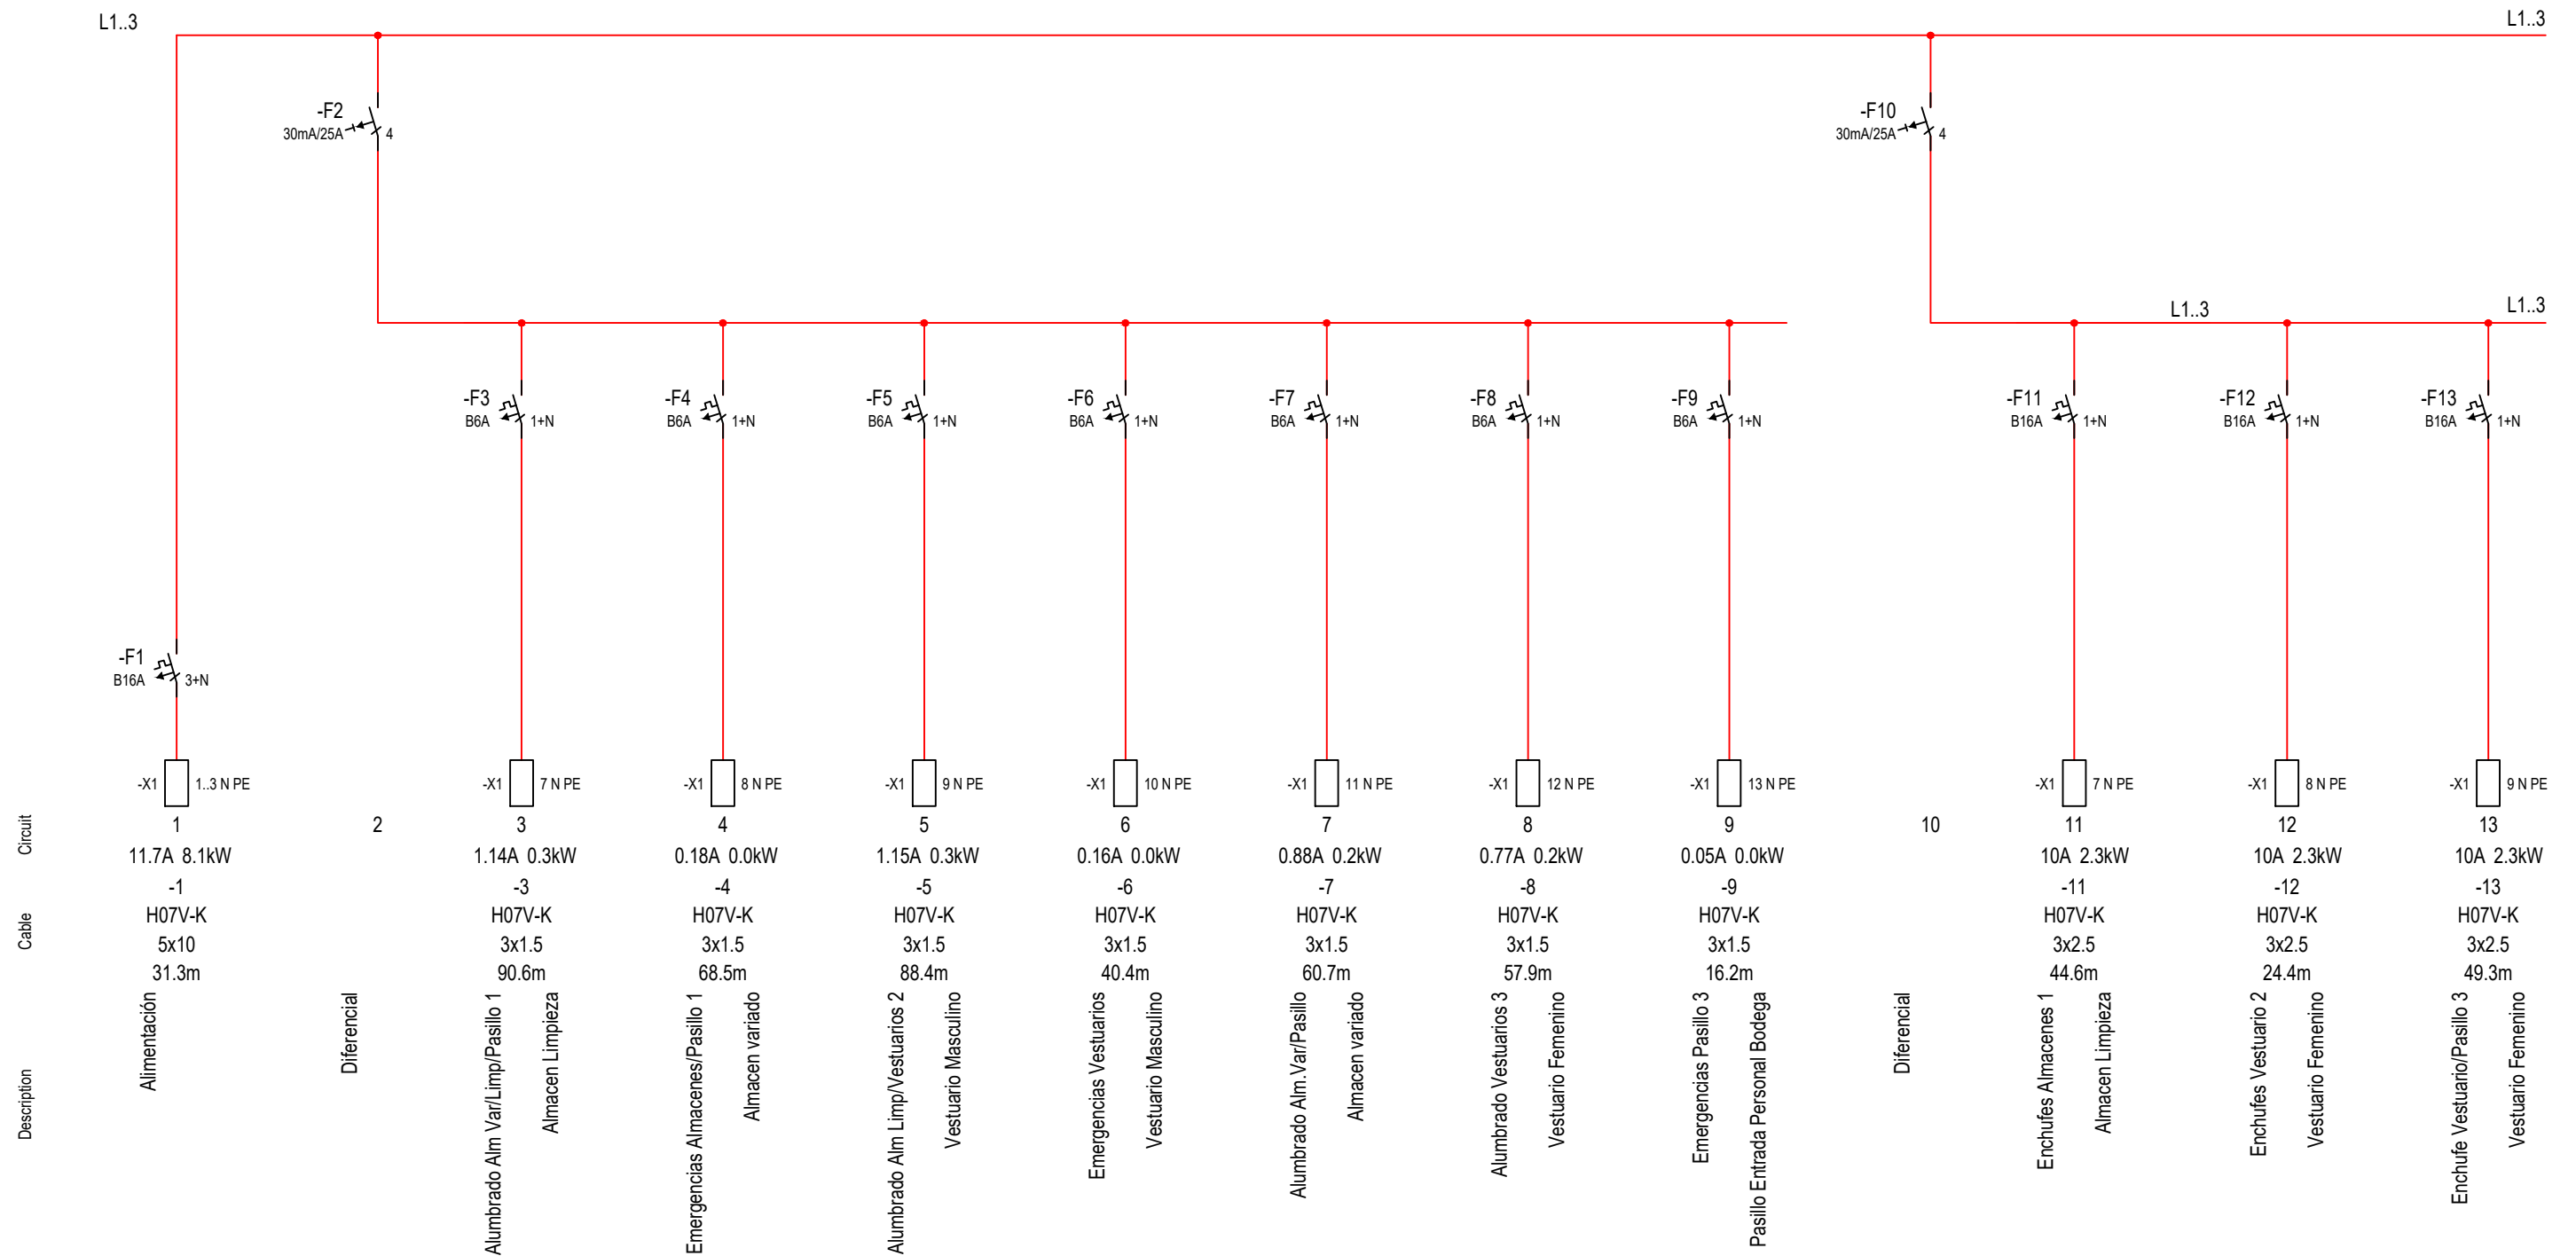 L1..3
L1..3
-F2
30mA/25A
4
-F10
30mA/25A
4
L1..3
L1..3
-F3
B6A
1+N
-F4
B6A
1+N
-F5
B6A
1+N
-F6
B6A
1+N
-F7
B6A
1+N
-F8
B6A
1+N
-F9
B6A
1+N
-F11
B16A
1+N
-F12
B16A
1+N
-F13
B16A
1+N
-F1
B16A
3+N
-X1 1..3 N PE
-X1 7 N PE
-X1 8 N PE
-X1 9 N PE
-X1 10 N PE
-X1 11 N PE
-X1 12 N PE
-X1 13 N PE
-X1 7 N PE
-X1 8 N PE
-X1 9 N PE
Circuit
1 2 3 4 5 6 7 8 9 10 11 12 13
11.7A 8.1kW 1.14A 0.3kW 0.18A 0.0kW 1.15A 0.3kW 0.16A 0.0kW 0.88A 0.2kW 0.77A 0.2kW 0.05A 0.0kW 10A 2.3kW 10A 2.3kW 10A 2.3kW
-1 -3 -4 -5 -6 -7 -8 -9 -11 -12 -13
Cable
H07V-K H07V-K H07V-K H07V-K H07V-K H07V-K H07V-K H07V-K H07V-K H07V-K H07V-K
5x10 3x1.5 3x1.5 3x1.5 3x1.5 3x1.5 3x1.5 3x1.5 3x2.5 3x2.5 3x2.5
31.3m 90.6m 68.5m 88.4m 40.4m 60.7m 57.9m 16.2m 44.6m 24.4m 49.3m
Description
Alimentación
Diferencial
Alumbrado Alm Var/Limp/Pasillo 1
Almacen Limpieza
Emergencias Almacenes/Pasillo 1
Almacen variado
Alumbrado Alm Limp/Vestuarios 2
Vestuario Masculino
Emergencias Vestuarios
Vestuario Masculino
Alumbrado Alm.Var/Pasillo
Almacen variado
Alumbrado Vestuarios 3
Vestuario Femenino
Emergencias Pasillo 3
Pasillo Entrada Personal Bodega
Diferencial
Enchufes Almacenes 1
Almacen Limpieza
Enchufes Vestuario 2
Vestuario Femenino
Enchufe Vestuario/Pasillo 3
Vestuario Femenino